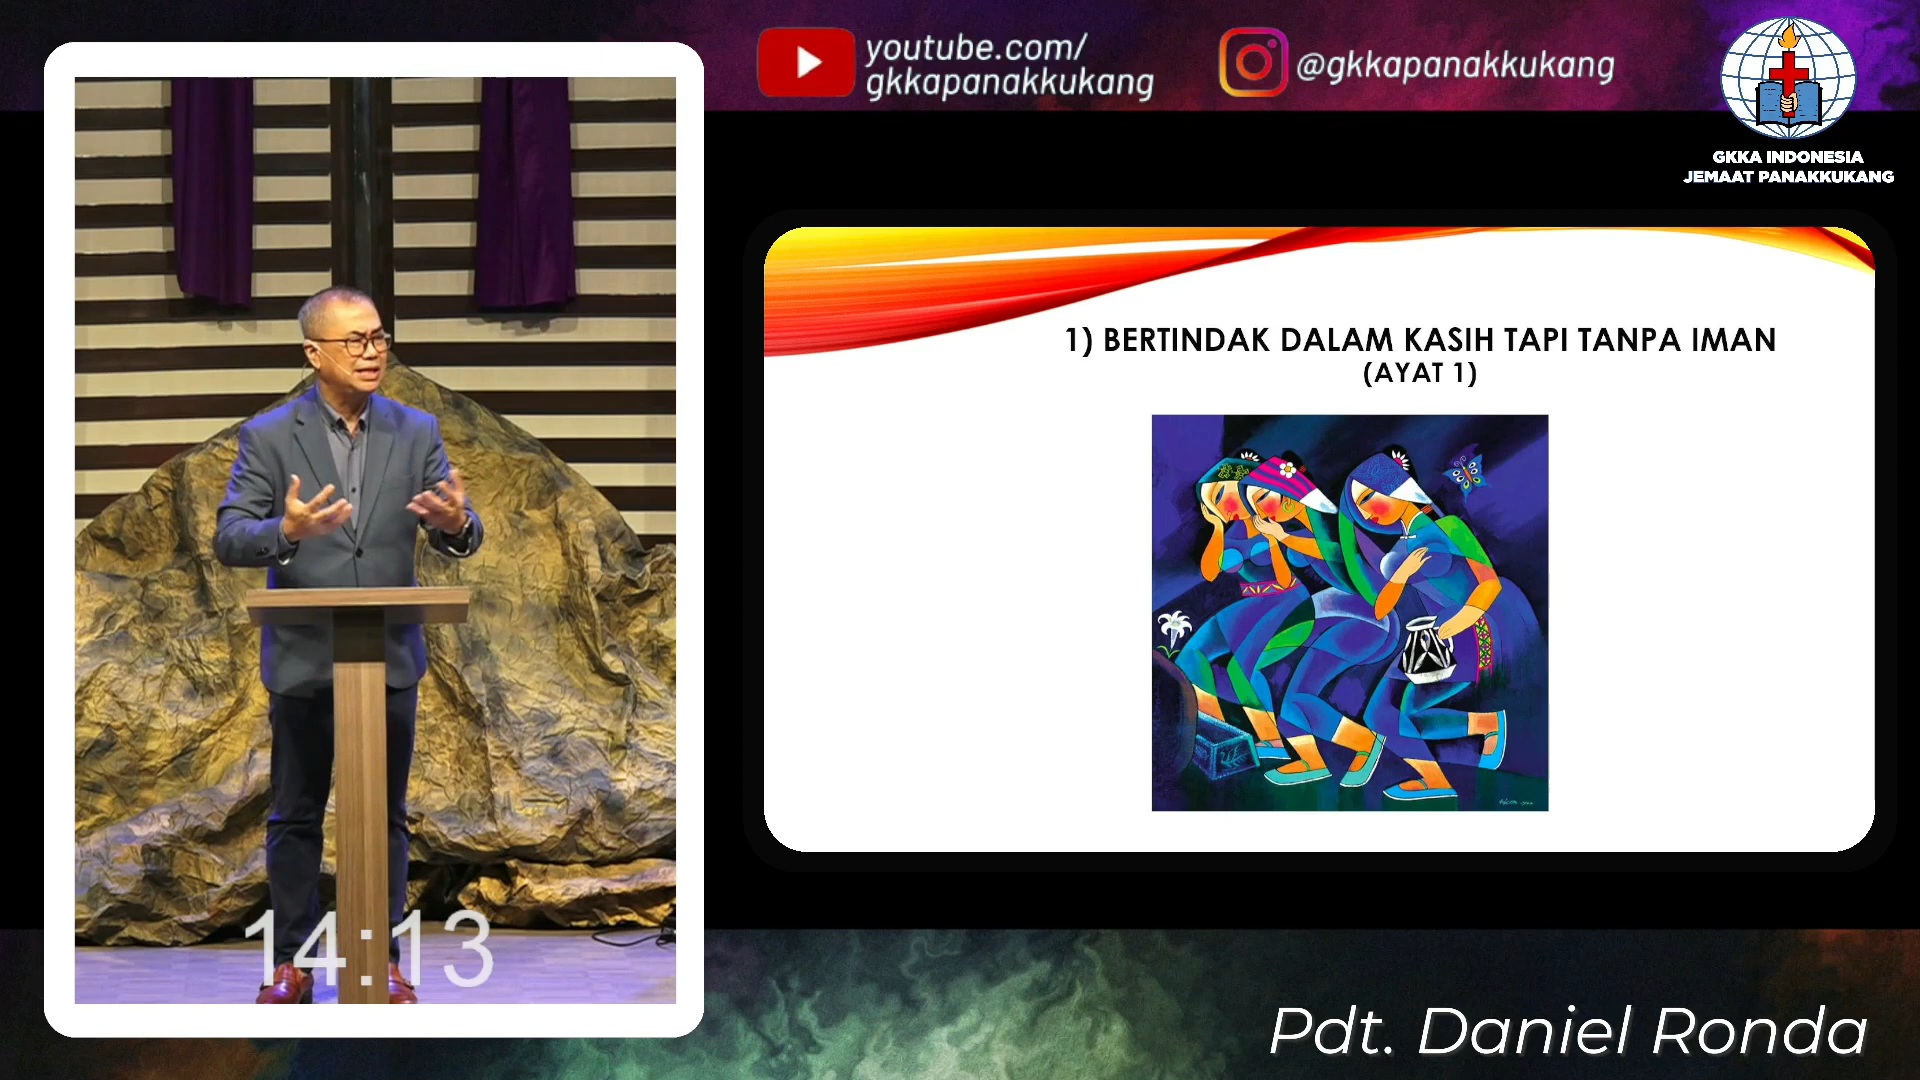 youtube.com/
gkkapanakkukang
@gkkapanakkukang
GKKA INDONESIA
JEMAAT PANAKKUKANG
1) BERTINDAK DALAM KASIH TAPI TANPA IMAN
(AYAT 1)
14:13
Pdt. Daniel Ronda